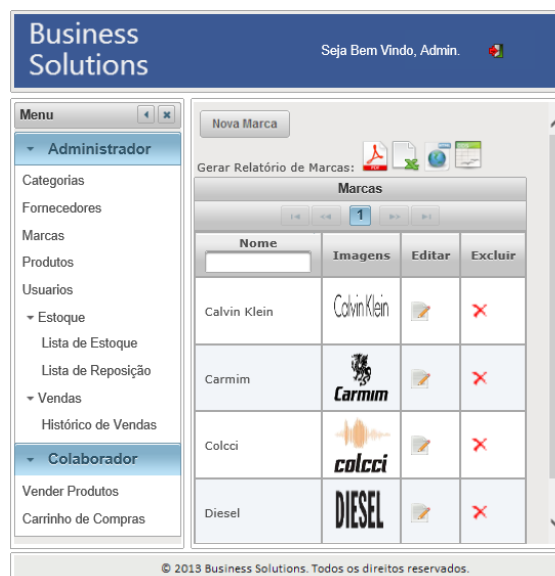 Business
Solutions
Seja Bem Vindo, Admin.
Menu
Administrador
Categorias
Fornecedores
Marcas
Produtos
Usuarios
Estoque
Lista de Estoque
Lista de Reposição
Vendas
Histórico de Vendas
Colaborador
Vender Produtos
Carrinho de Compras
Nova Marca
Gerar Relatório de Marcas:
PDF
Marcas
1
Nome Imagens Editar Excluir
Calvin Klein Calvin Klein
Carmim Carmim
Colcci colcci
Diesel DIESEL
© 2013 Business Solutions. Todos os direitos reservados.